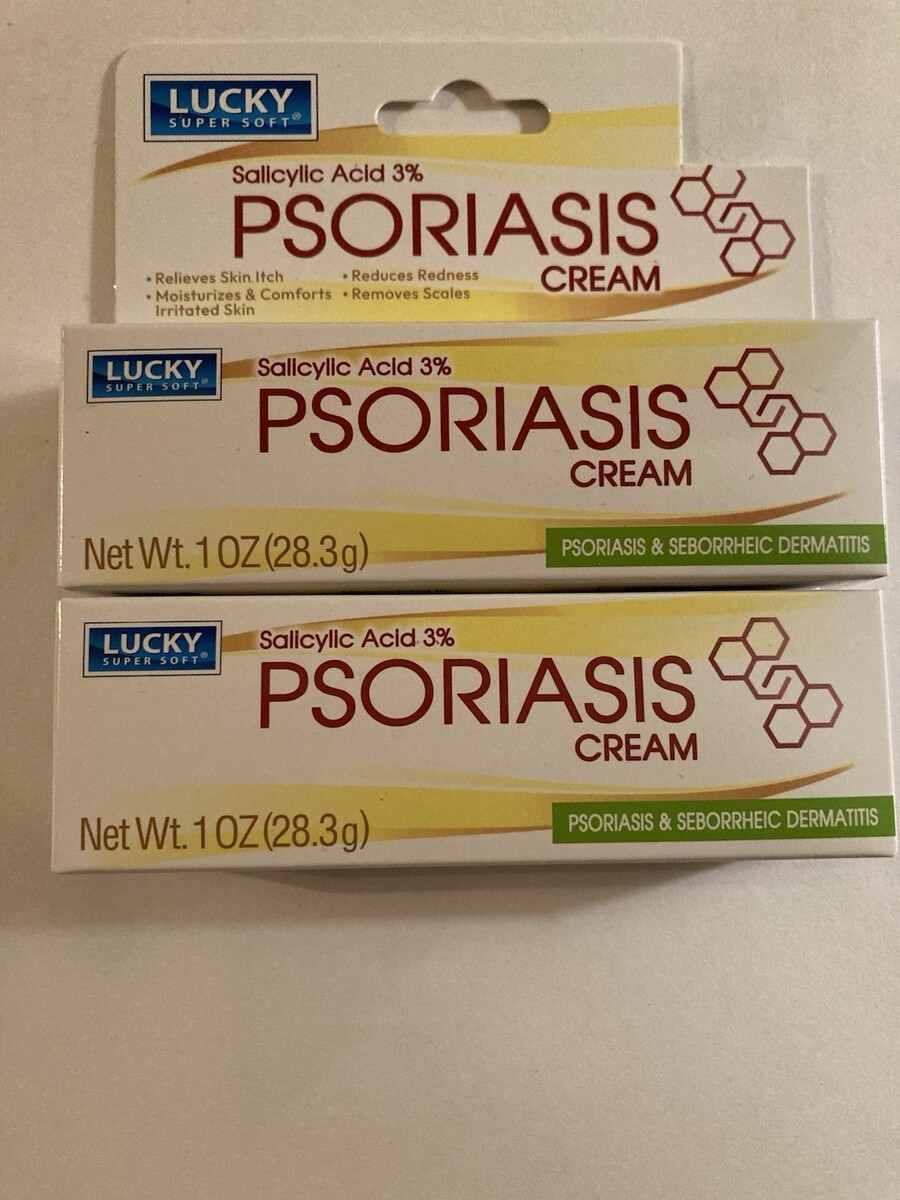 LUCKY
SUPER SOFT®
Salicylic Acid 3%
PSORIASIS
CREAM
• Relieves Skin Itch
• Moisturizes & Comforts
Irritated Skin
• Reduces Redness
• Removes Scales
LUCKY
SUPER SOFT®
Salicylic Acid 3%
PSORIASIS
CREAM
Net Wt. 1 OZ (28.3 g)
PSORIASIS & SEBORRHEIC DERMATITIS
LUCKY
SUPER SOFT®
Salicylic Acid 3%
PSORIASIS
CREAM
Net Wt. 1 OZ (28.3 g)
PSORIASIS & SEBORRHEIC DERMATITIS